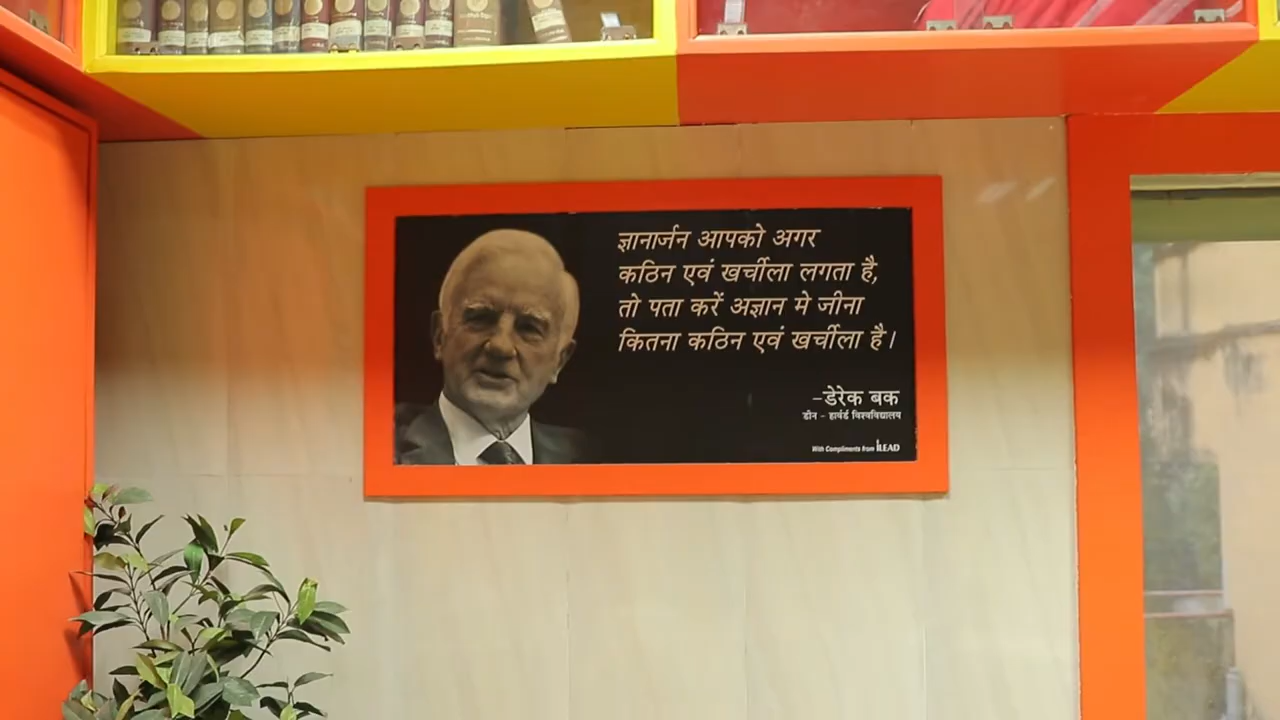 ज्ञानार्जन आपको अगर
कठिन एवं खर्चीला लगता है,
तो पता करें अज्ञान मे जीना
कितना कठिन एवं खर्चीला है।
-डेरेक बक
डीन - हार्वर्ड विश्वविद्यालय
With Compliments from iLEAD